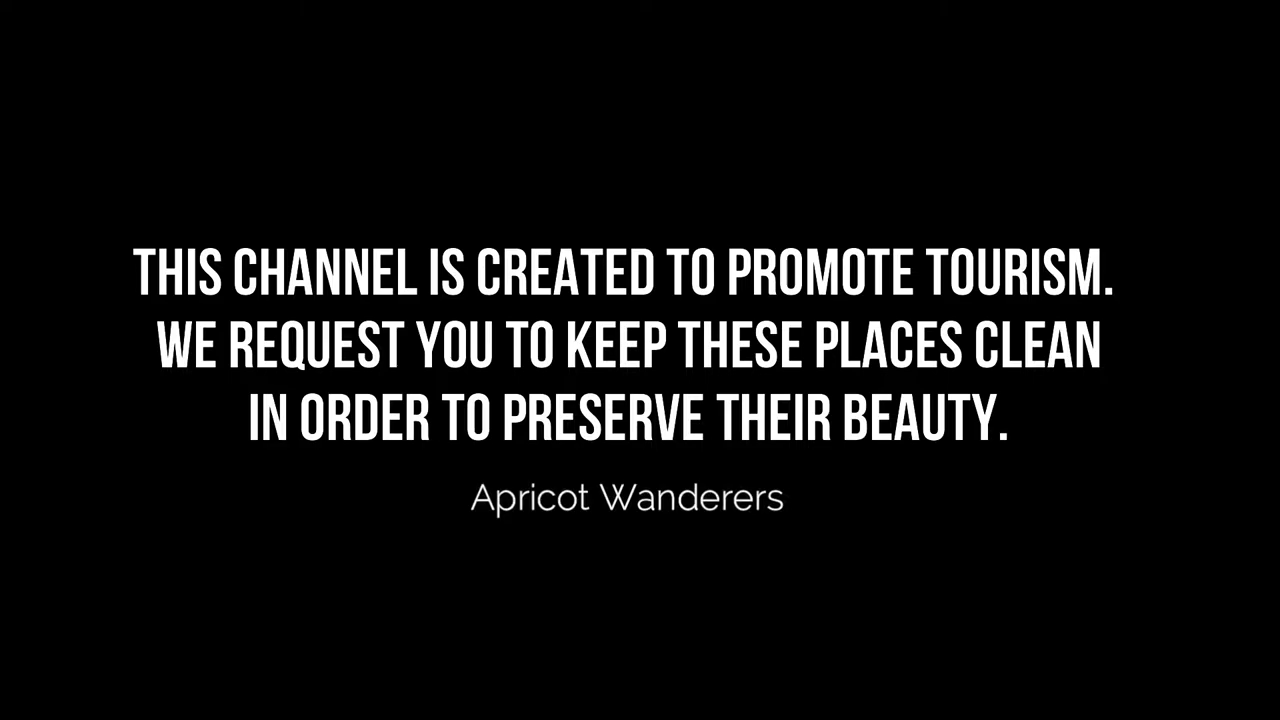 THIS CHANNEL IS CREATED TO PROMOTE TOURISM.
WE REQUEST YOU TO KEEP THESE PLACES CLEAN
IN ORDER TO PRESERVE THEIR BEAUTY.
Apricot Wanderers